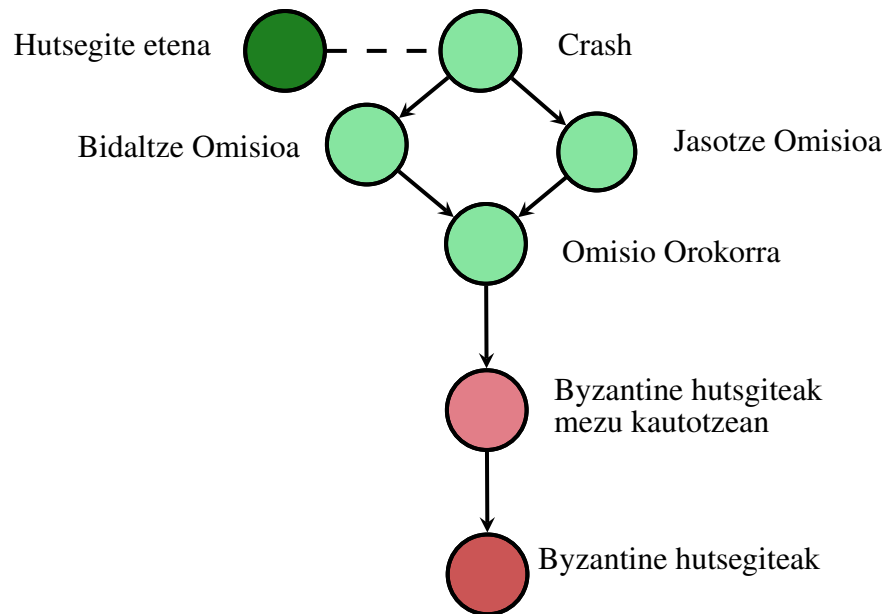 Hutsegite etena
Crash
Bidaltze Omisioa
Jasotze Omisioa
Omisio Orokorra
Byzantine hutsgiteak
mezu kautotzean
Byzantine hutsegiteak